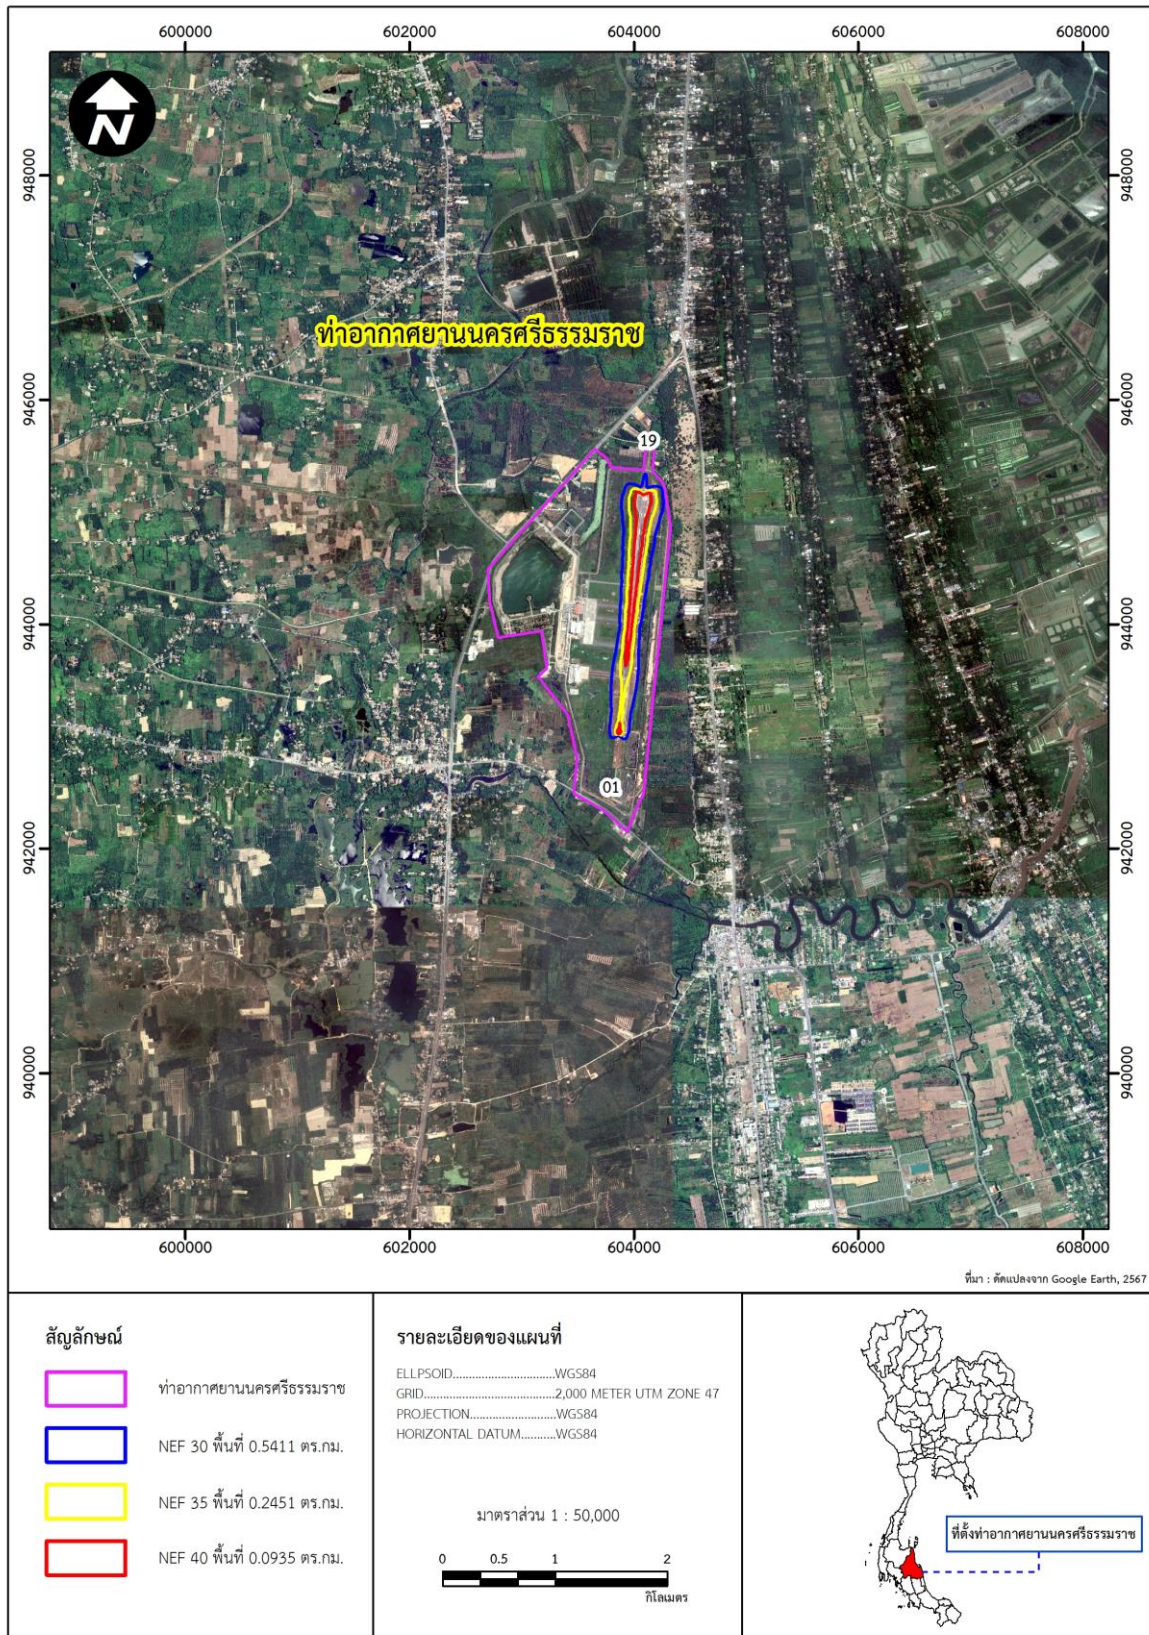 600000 602000 604000 606000 608000
N
948000 948000
ท่าอากาศยานนครศรีธรรมราช
946000 946000
19
944000 944000
01
942000 942000
940000 940000
600000 602000 604000 606000 608000
ที่มา : ดัดแปลงจาก Google Earth, 2567
สัญลักษณ์
ท่าอากาศยานนครศรีธรรมราช
NEF 30 พื้นที่ 0.5411 ตร.กม.
NEF 35 พื้นที่ 0.2451 ตร.กม.
NEF 40 พื้นที่ 0.0935 ตร.กม.
รายละเอียดของแผนที่
ELLPSOID..............................WGS84
GRID......................................2,000 METER UTM ZONE 47
PROJECTION.........................WGS84
HORIZONTAL DATUM..........WGS84
มาตราส่วน 1 : 50,000
0 0.5 1 2
กิโลเมตร
ที่ตั้งท่าอากาศยานนครศรีธรรมราช